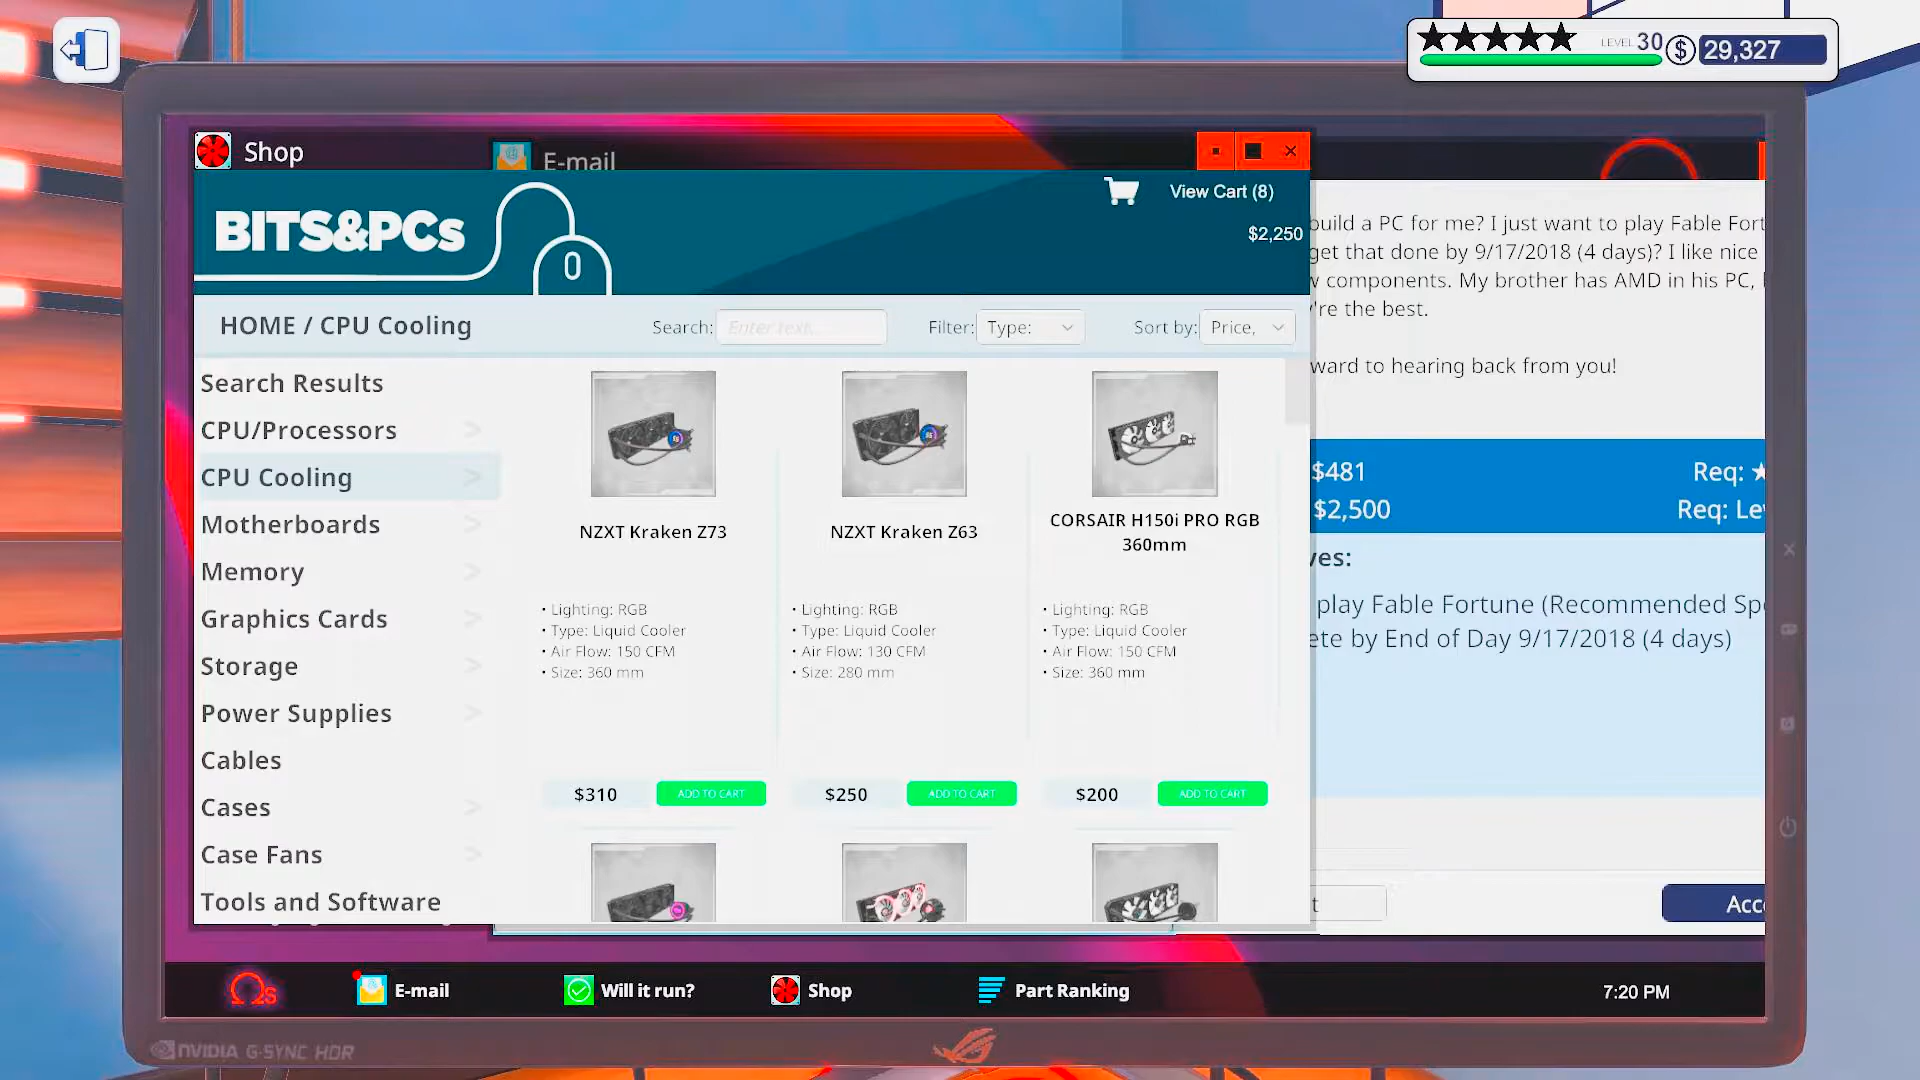 LEVEL 30
$ 29,327
Shop
E-mail
View Cart (8)
BITS&PCs
$2,250
HOME / CPU Cooling
Search: Enter text...
Filter: Type:
Sort by: Price,
Search Results
CPU/Processors
CPU Cooling
Motherboards
Memory
Graphics Cards
Storage
Power Supplies
Cables
Cases
Case Fans
Tools and Software
NZXT Kraken Z73
• Lighting: RGB
• Type: Liquid Cooler
• Air Flow: 150 CFM
• Size: 360 mm
$310
ADD TO CART
NZXT Kraken Z63
• Lighting: RGB
• Type: Liquid Cooler
• Air Flow: 130 CFM
• Size: 280 mm
$250
ADD TO CART
CORSAIR H150i PRO RGB
360mm
• Lighting: RGB
• Type: Liquid Cooler
• Air Flow: 150 CFM
• Size: 360 mm
$200
ADD TO CART
build a PC for me? I just want to play Fable Fort
get that done by 9/17/2018 (4 days)? I like nice
w components. My brother has AMD in his PC,
're the best.
ward to hearing back from you!
$481
Req: ★
$2,500
Req: Le
ves:
play Fable Fortune (Recommended Sp
ete by End of Day 9/17/2018 (4 days)
t
Acc
E-mail
Will it run?
Shop
Part Ranking
7:20 PM
NVIDIA G-SYNC HDR